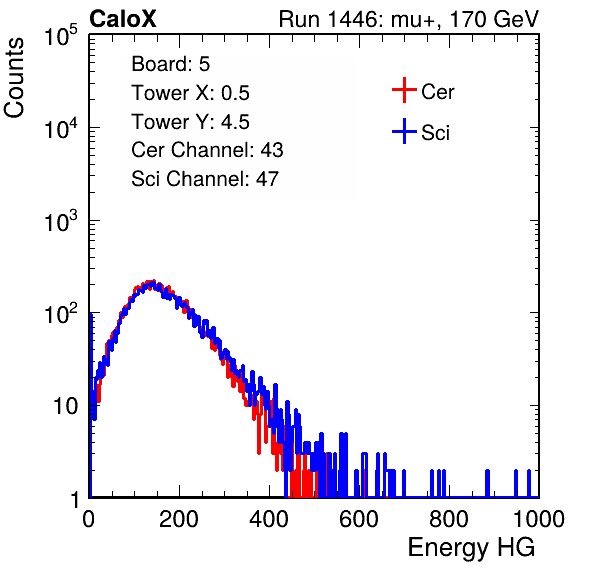 CaloX Run 1446: mu+, 170 GeV
Counts
10^5
10^4
10^3
10^2
10
1
Board: 5
Tower X: 0.5
Tower Y: 4.5
Cer Channel: 43
Sci Channel: 47
Cer
Sci
0 200 400 600 800 1000
Energy HG